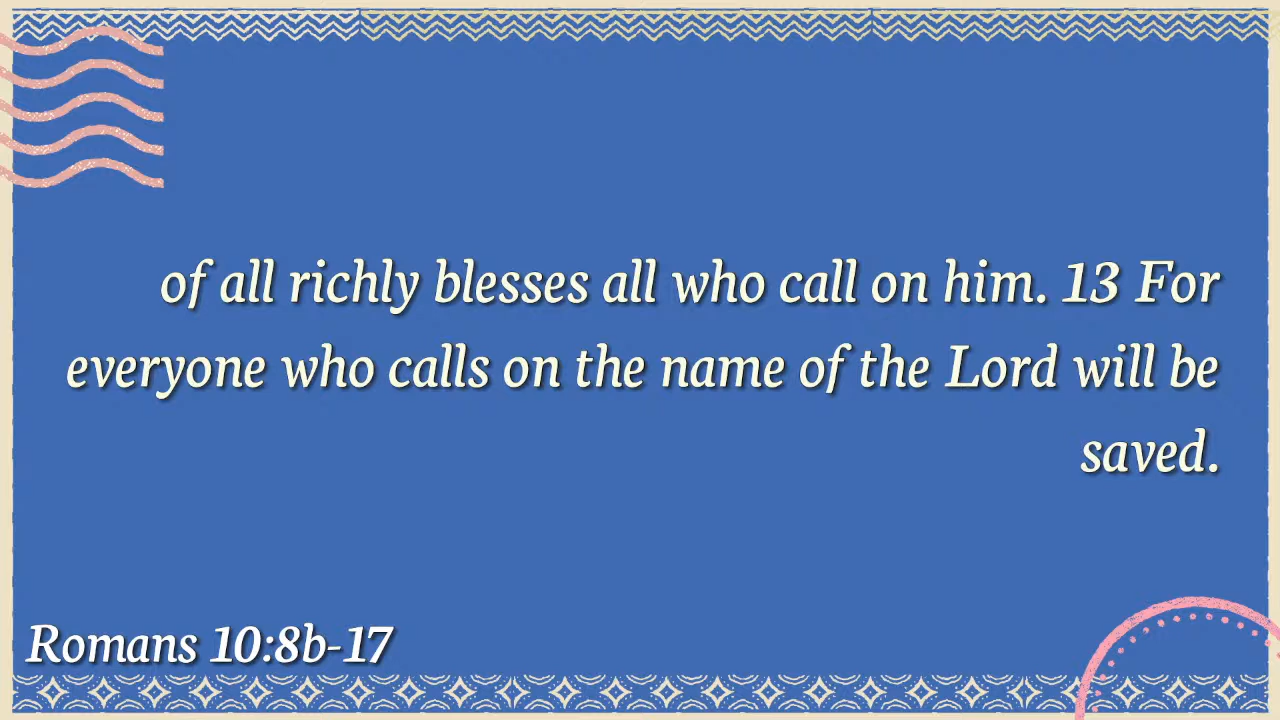 of all richly blesses all who call on him. 13 For
everyone who calls on the name of the Lord will be
saved.
Romans 10:8b-17